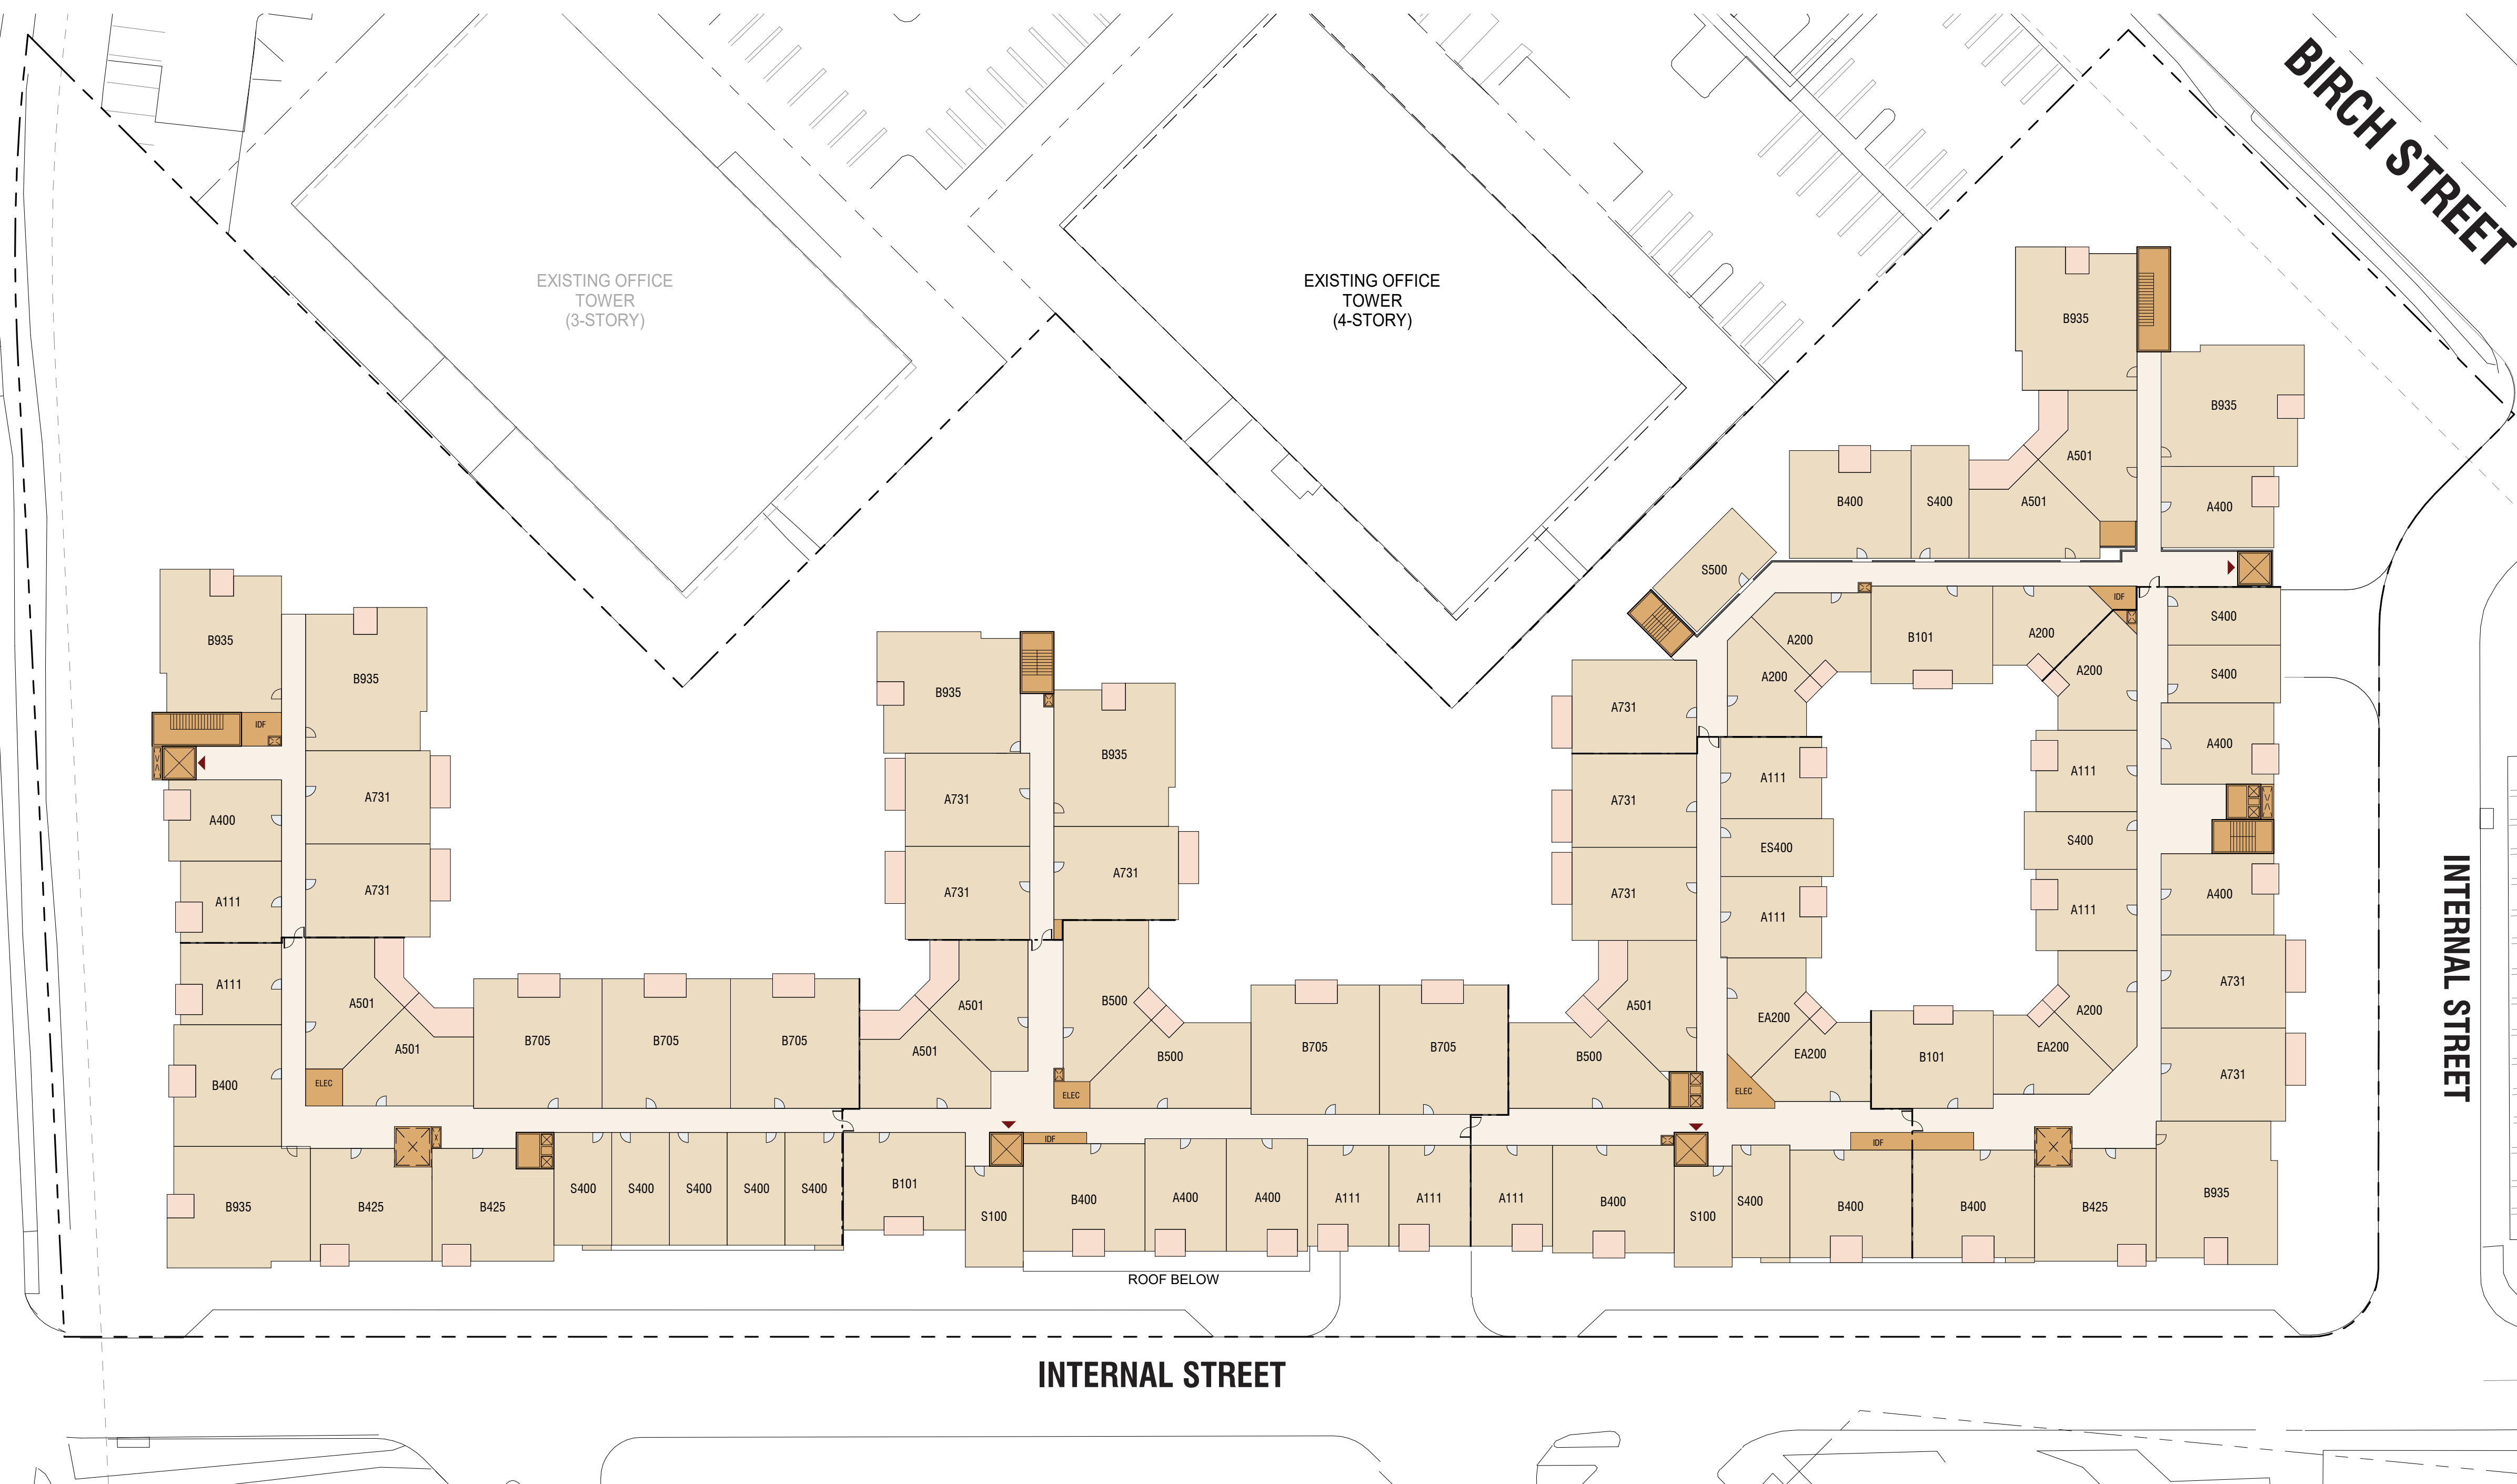 BIRCH STREET
EXISTING OFFICE
TOWER
(3-STORY)
EXISTING OFFICE
TOWER
(4-STORY)
B935
B935
A501
A400
B400
S400
A501
S500
IDF
S400
A200
B101
A200
A200
A200
S400
B935
B935
B935
B935
A731
A111
A111
A400
IDF
A731
A731
A731
A400
A111
S400
ES400
A731
A731
A731
A731
A111
A111
A400
A111
A111
A501
A501
B500
A501
EA200
A200
A731
A501
A501
B705
B705
B705
B500
B705
B705
B500
EA200
B101
EA200
A731
B400
ELEC
ELEC
ELEC
INTERNAL STREET
IDF
IDF
B935
B425
B425
S400
S400
S400
S400
S400
B101
S100
B400
A400
A400
A111
A111
A111
B400
S100
S400
B400
B400
B425
B935
ROOF BELOW
INTERNAL STREET